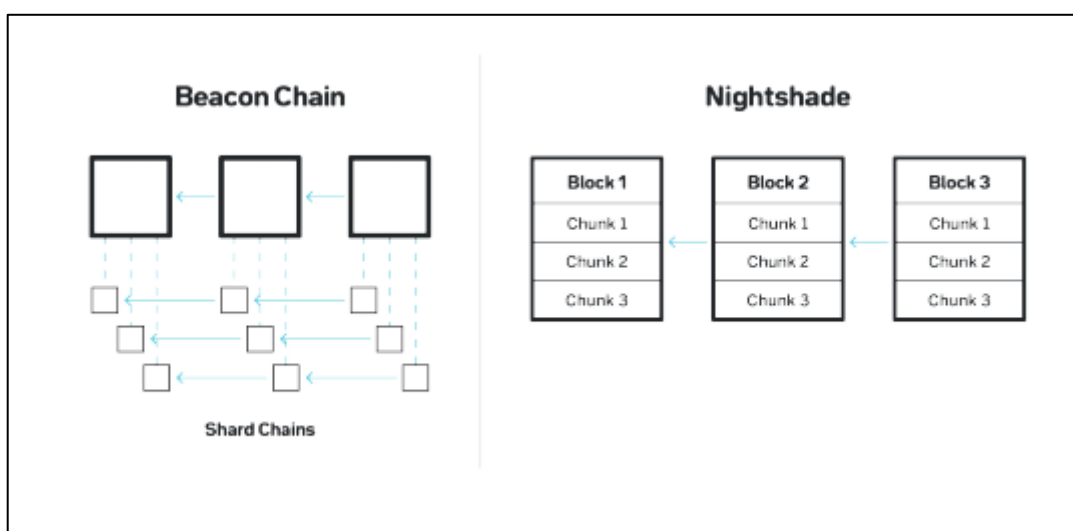 Beacon Chain
Shard Chains
Nightshade
Block 1
Chunk 1
Chunk 2
Chunk 3
Block 2
Chunk 1
Chunk 2
Chunk 3
Block 3
Chunk 1
Chunk 2
Chunk 3